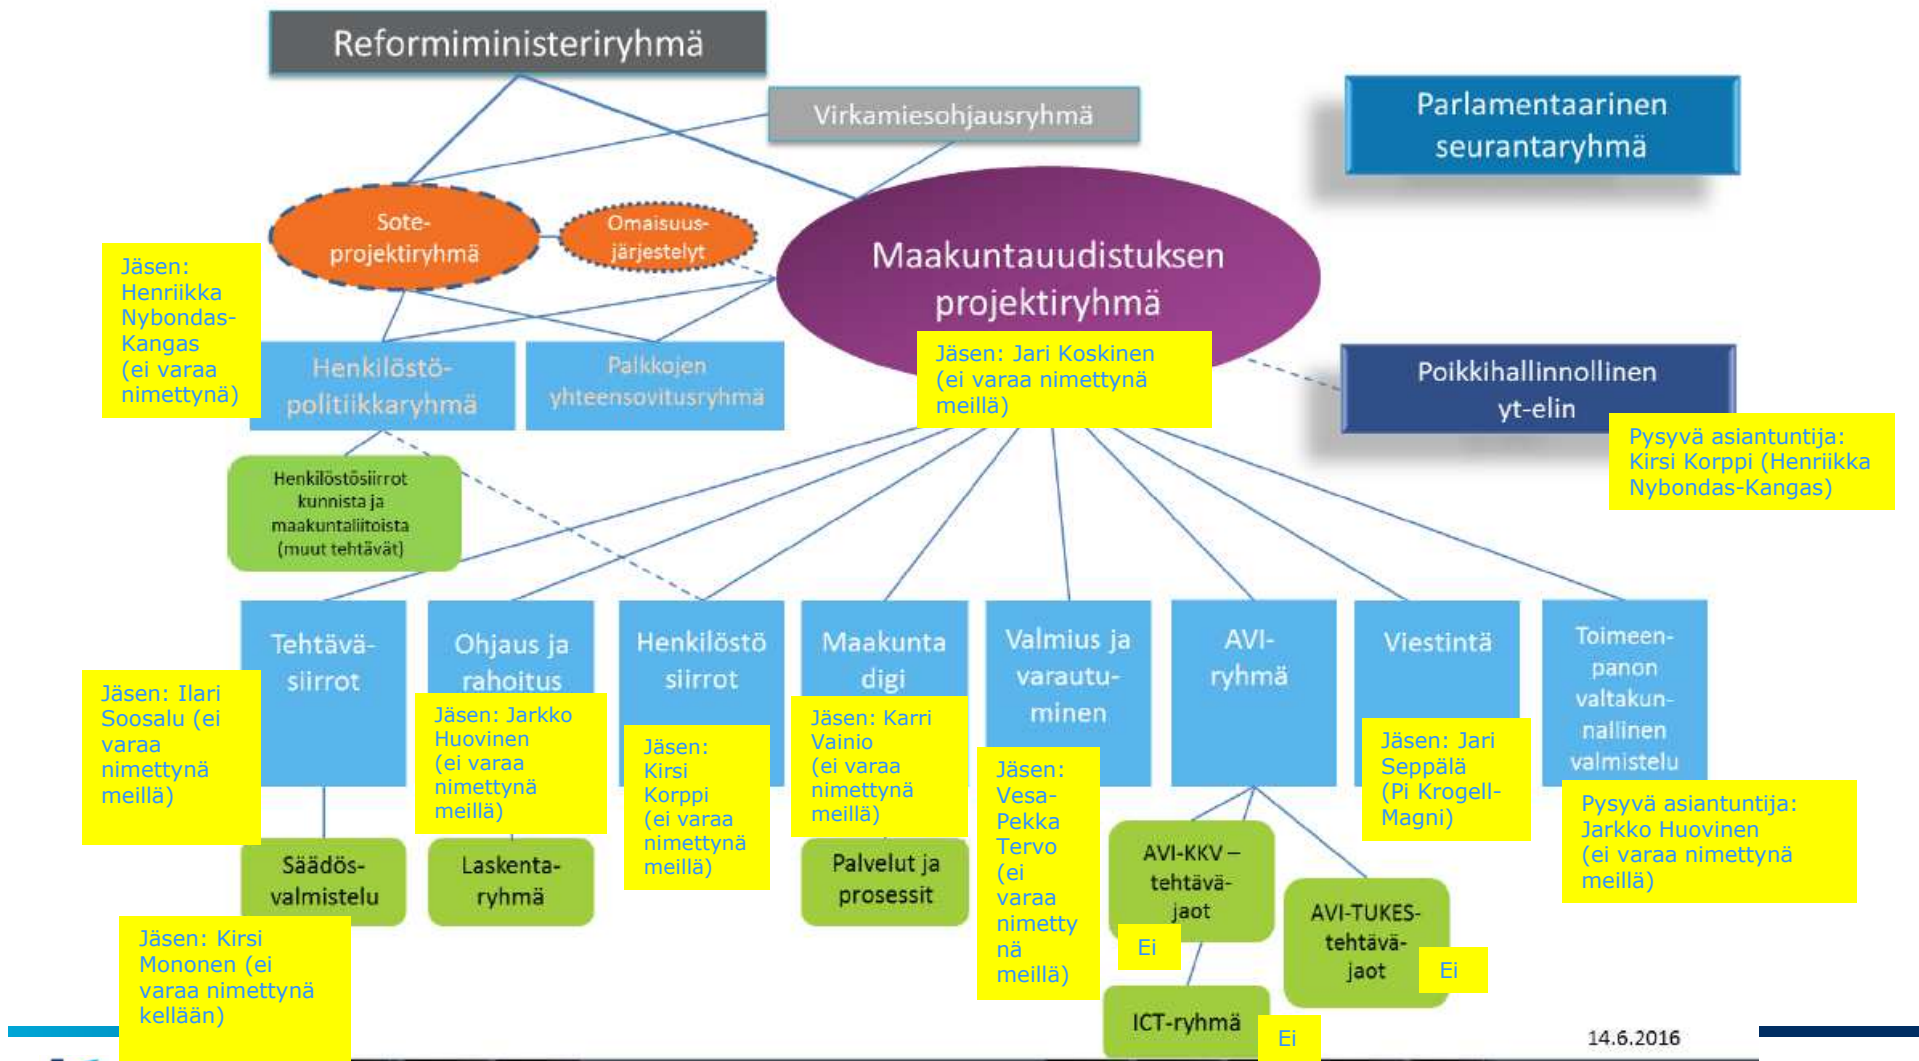 Reformiministeriryhmä
Virkamiesohjausryhmä
Parlamentaarinen
seurantaryhmä
Sote-
projektiryhmä
Omaisuus-
järjestelyt
Maakuntauudistuksen
projektiryhmä
Jäsen:
Henriikka
Nybondas-
Kangas
(ei varaa
nimettynä)
Henkilöstö-
politiikkaryhmä
Palkkojen
yhteensovitusryhmä
Jäsen: Jari Koskinen
(ei varaa nimettynä
meillä)
Poikkihallinnollinen
yt-elin
Pysyvä asiantuntija:
Kirsi Korppi (Henriikka
Nybondas-Kangas)
Henkilöstösiirrot
kunnista ja
maakuntaliitoista
(muut tehtävät)
Tehtävä-
siirrot
Ohjaus ja
rahoitus
Henkilöstö
siirrot
Maakunta
digi
Valmius ja
varautu-
minen
AVI-
ryhmä
Viestintä
Toimeen-
panon
valtakun-
nallinen
valmistelu
Jäsen: Ilari
Soosalu (ei
varaa
nimettynä
meillä)
Jäsen: Jarkko
Huovinen
(ei varaa
nimettynä
meillä)
Jäsen:
Kirsi
Korppi
(ei varaa
nimettynä
meillä)
Jäsen: Karri
Vainio
(ei varaa
nimettynä
meillä)
Jäsen:
Vesa-
Pekka
Tervo
(ei
varaa
nimetty
nä
meillä)
Jäsen: Jari
Seppälä
(Pi Krogell-
Magni)
Pysyvä asiantuntija:
Jarkko Huovinen
(ei varaa nimettynä
meillä)
Säädös-
valmistelu
Laskenta-
ryhmä
Palvelut ja
prosessit
AVI-KKV –
tehtävä-
jaot
Ei
AVI-TUKES-
tehtävä-
jaot
Ei
Jäsen: Kirsi
Mononen (ei
varaa nimettynä
kellään)
ICT-ryhmä
Ei
14.6.2016